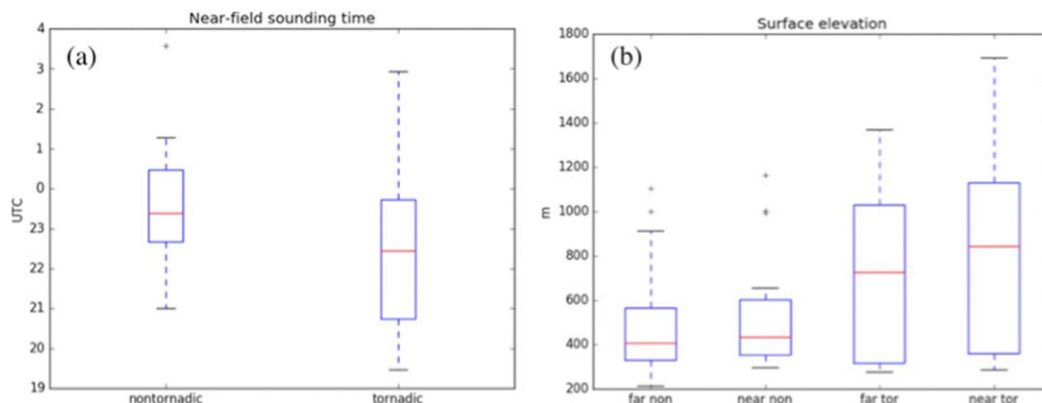 Near-field sounding time
(a)
4
3
2
1
0
23
22
21
20
19
UTC
nontornadic
tornadic
Surface elevation
(b)
1800
1600
1400
1200
1000
800
600
400
200
m
far non
near non
far tor
near tor